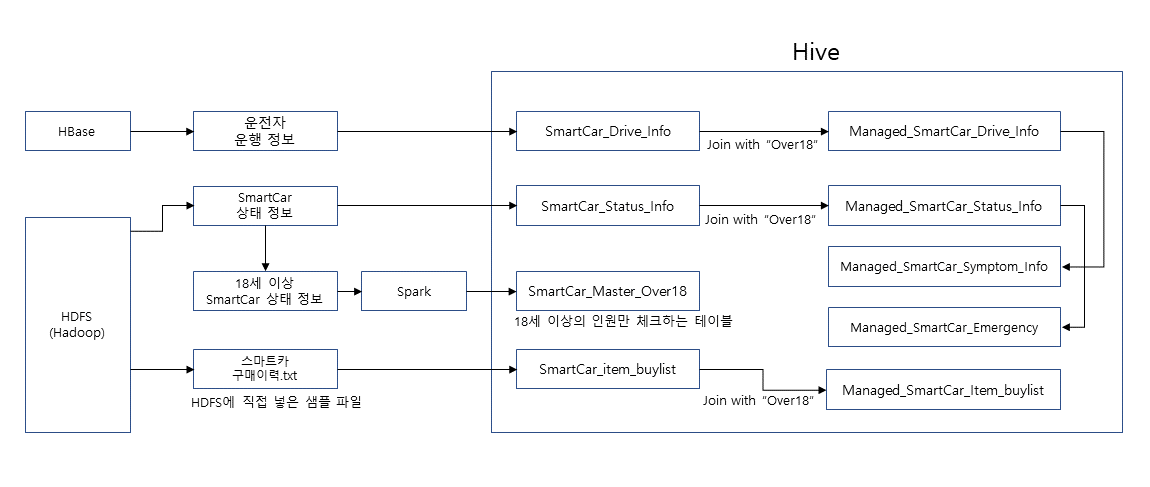 Hive
HBase
운전자
운행 정보
SmartCar_Drive_Info
Join with “Over18”
Managed_SmartCar_Drive_Info
SmartCar
상태 정보
SmartCar_Status_Info
Join with “Over18”
Managed_SmartCar_Status_Info
Managed_SmartCar_Symptom_Info
HDFS
(Hadoop)
18세 이상
SmartCar 상태 정보
Spark
SmartCar_Master_Over18
18세 이상의 인원만 체크하는 테이블
Managed_SmartCar_Emergency
스마트카
구매이력.txt
HDFS에 직접 넣은 샘플 파일
SmartCar_item_buylist
Join with “Over18”
Managed_SmartCar_Item_buylist